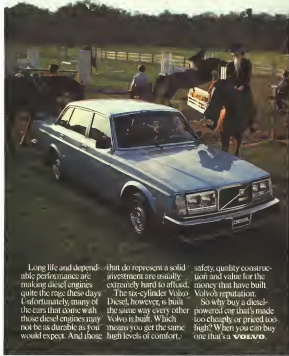 Long life and depend-
able performance are
making diesel engines
quite the rage these days.
Unfortunately, many of
the cars that come with
those diesel engines may
not be as durable as you
would expect. And those
that do represent a solid
investment are usually
extremely hard to afford.
The six-cylinder Volvo
Diesel, however, is built
the same way every other
Volvo is built. Which
means you get the same
high levels of comfort,
safety, quality construc-
tion and value for the
money that have built
Volvo's reputation.
So why buy a diesel-
powered car that's made
too cheaply or priced too
high? When you can buy
one that's a VOLVO